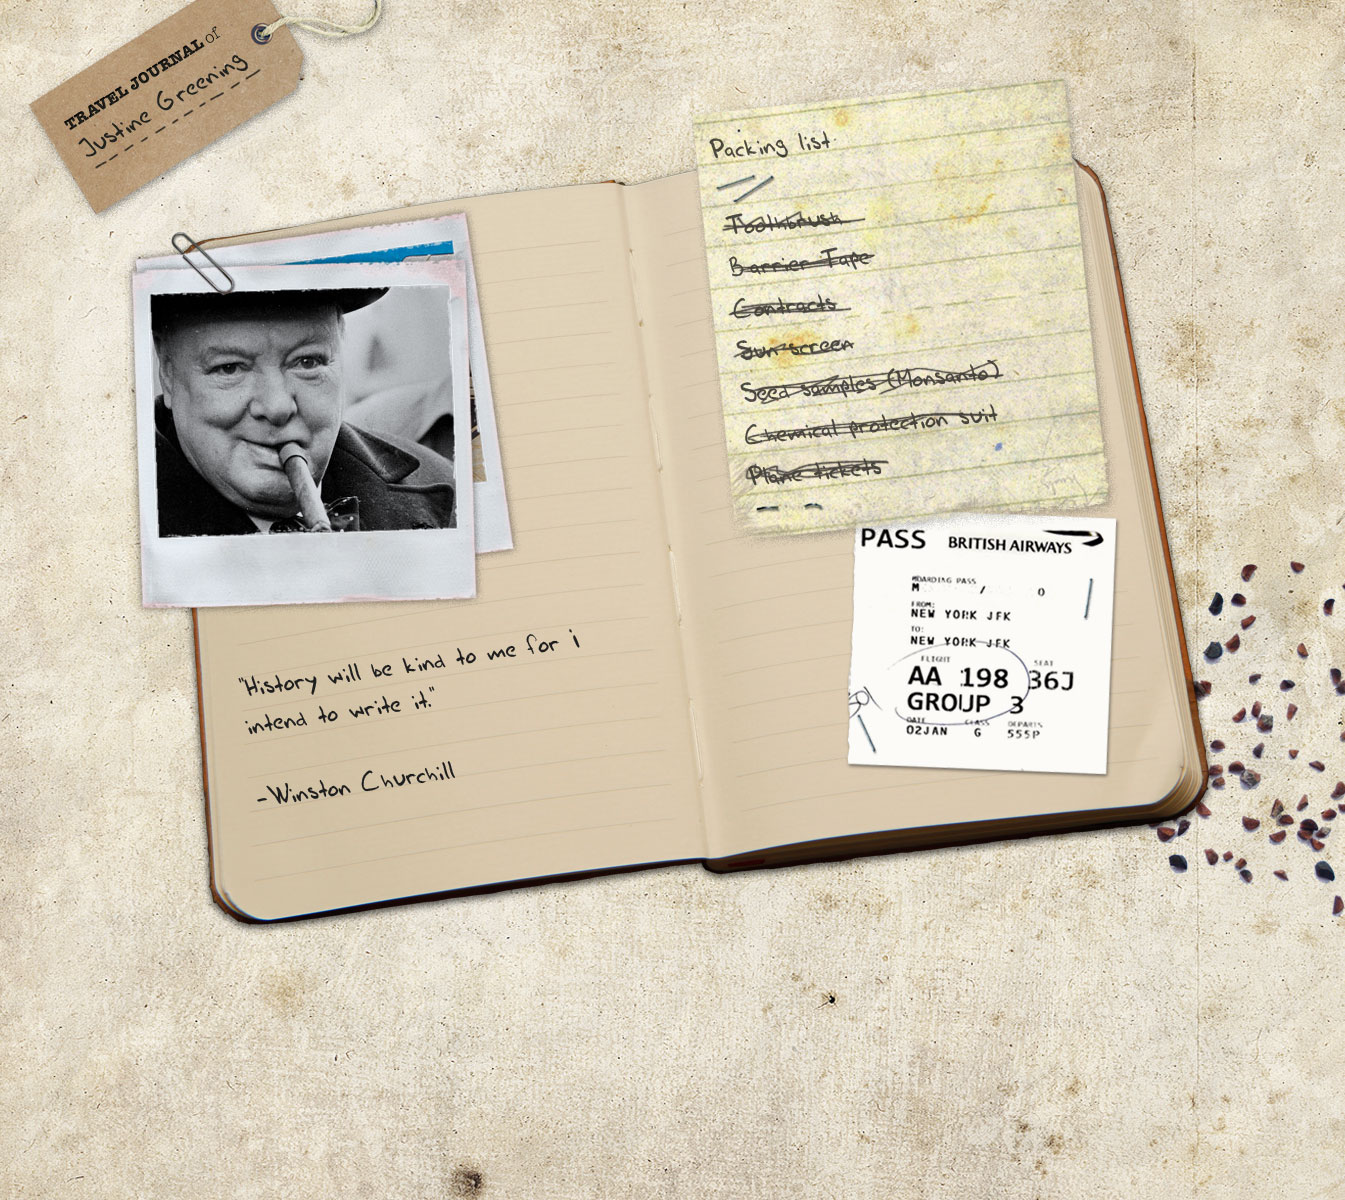 TRAVEL JOURNAL of
Justine Greening
Packing list
Toothbrush
Barrier Tape
Contracts
Sun screen
Seed samples (Monsanto)
Chemical protection suit
Plane tickets
PASS BRITISH AIRWAYS
BOARDING PASS
M / 0
FROM:
NEW YORK JFK
TO:
NEW YORK JFK
FLIGHT SEAT
AA 198 36J
GROUP 3
DATE CLASS DEPARTS
02JAN G 555P
"History will be kind to me for i
intend to write it."
-Winston Churchill